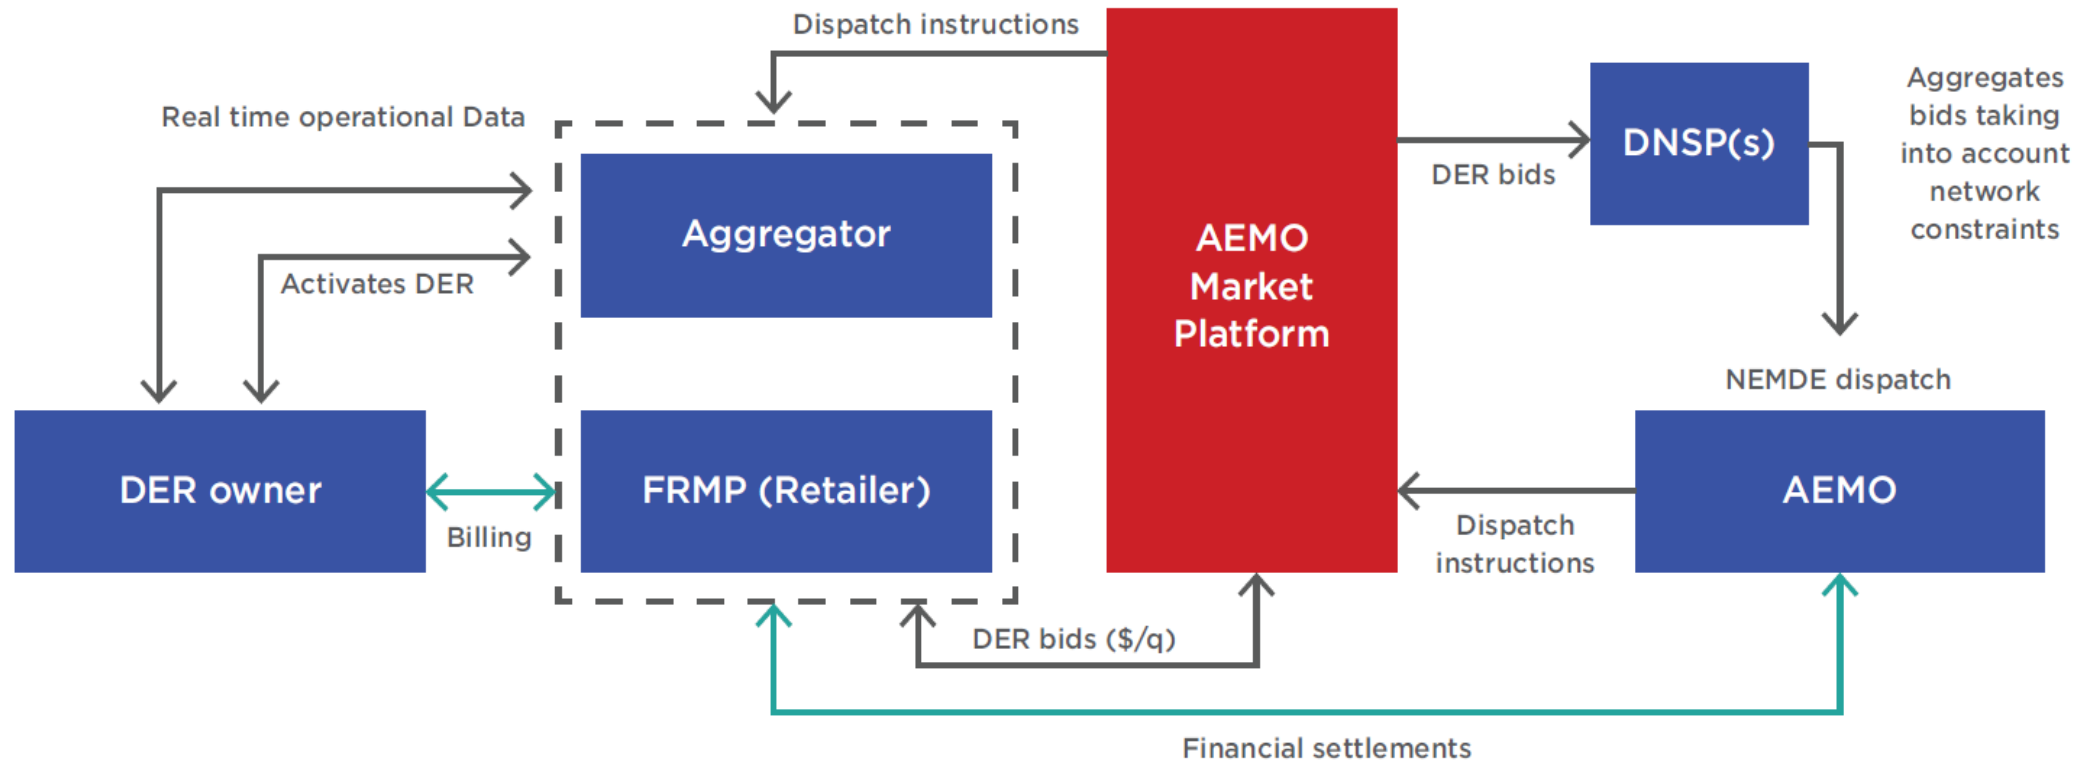 Dispatch instructions
Real time operational Data
Activates DER
Aggregator
DER owner
Billing
FRMP (Retailer)
DER bids ($/q)
AEMO
Market
Platform
DER bids
DNSP(s)
Aggregates
bids taking
into account
network
constraints
NEMDE dispatch
AEMO
Dispatch
instructions
Financial settlements